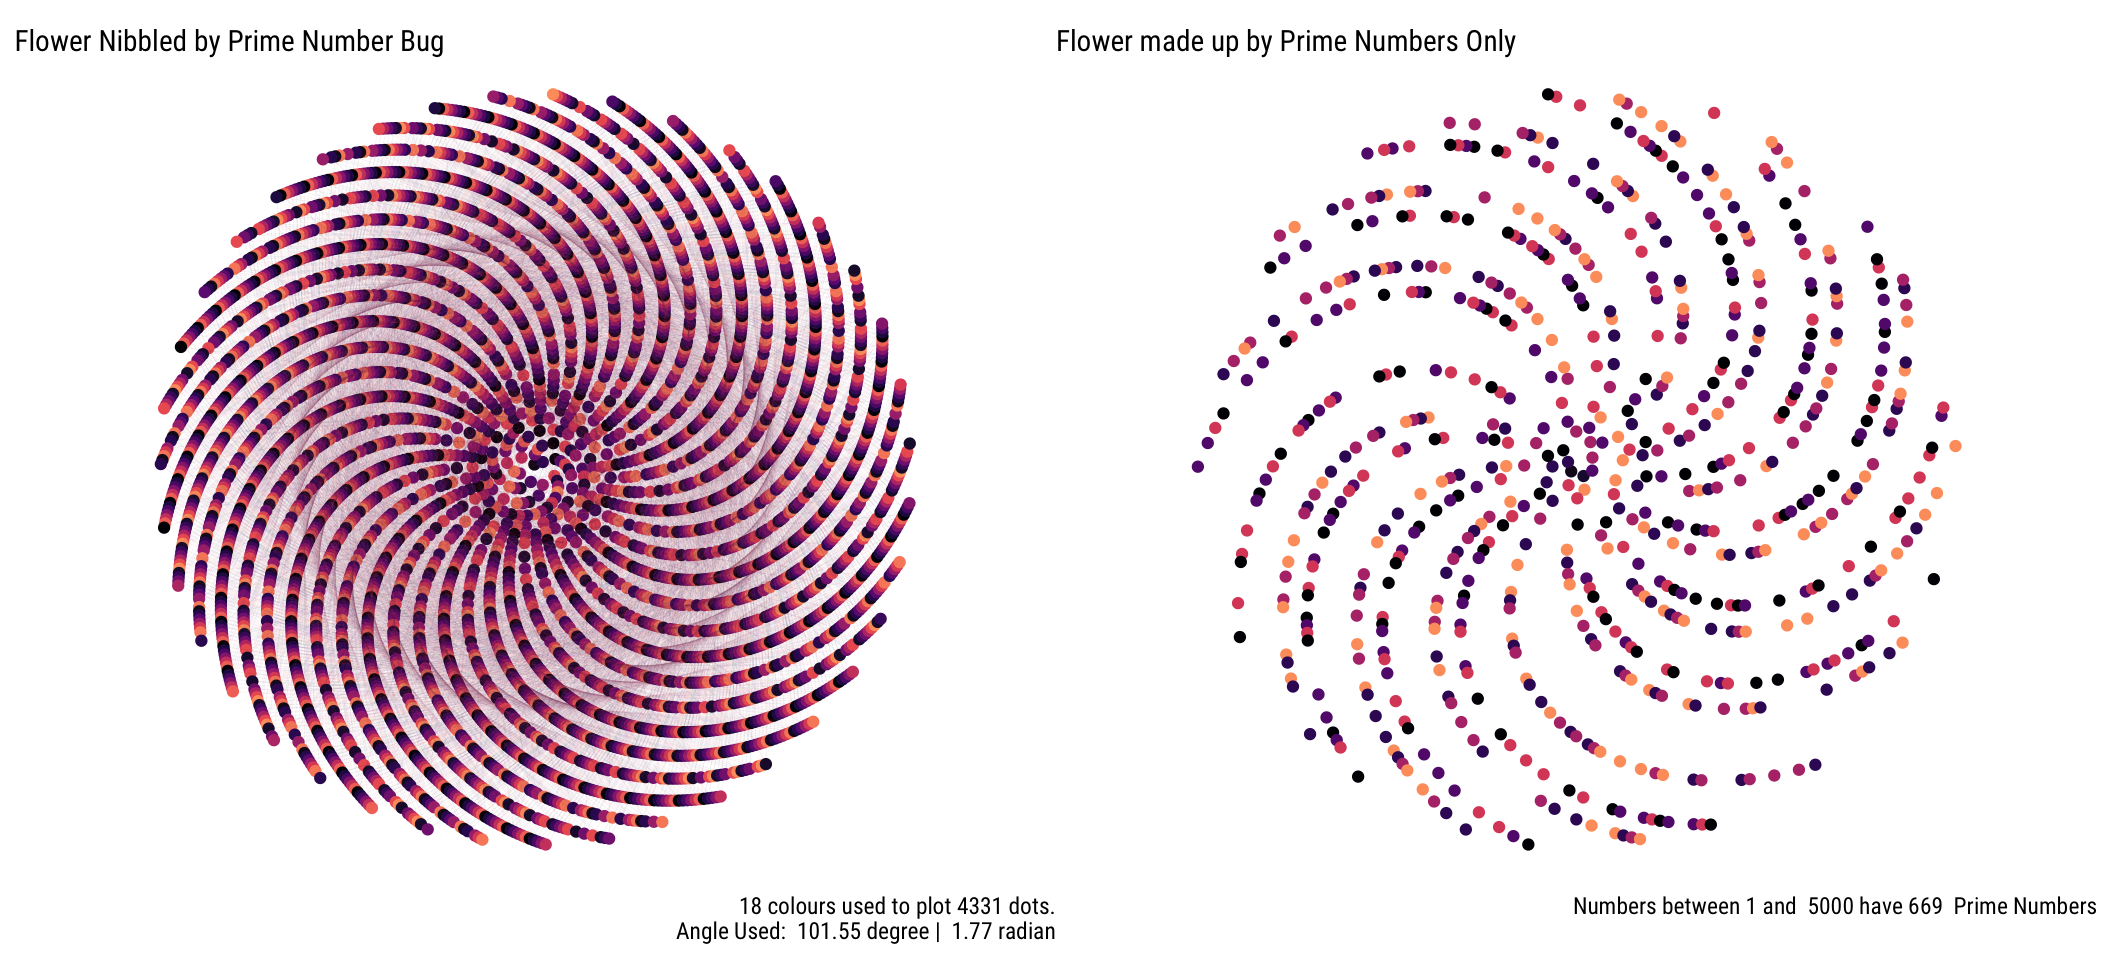 Flower Nibbled by Prime Number Bug
Flower made up by Prime Numbers Only
18 colours used to plot 4331 dots.
Angle Used:  101.55 degree |  1.77 radian
Numbers between 1 and  5000 have 669  Prime Numbers